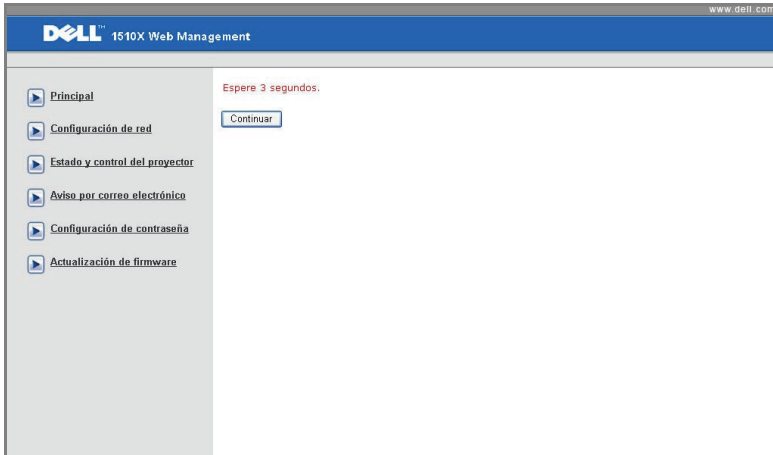 www.dell.com
DELL™ 1510X Web Management
Principal
Configuración de red
Estado y control del proyector
Aviso por correo electrónico
Configuración de contraseña
Actualización de firmware
Espere 3 segundos.
Continuar